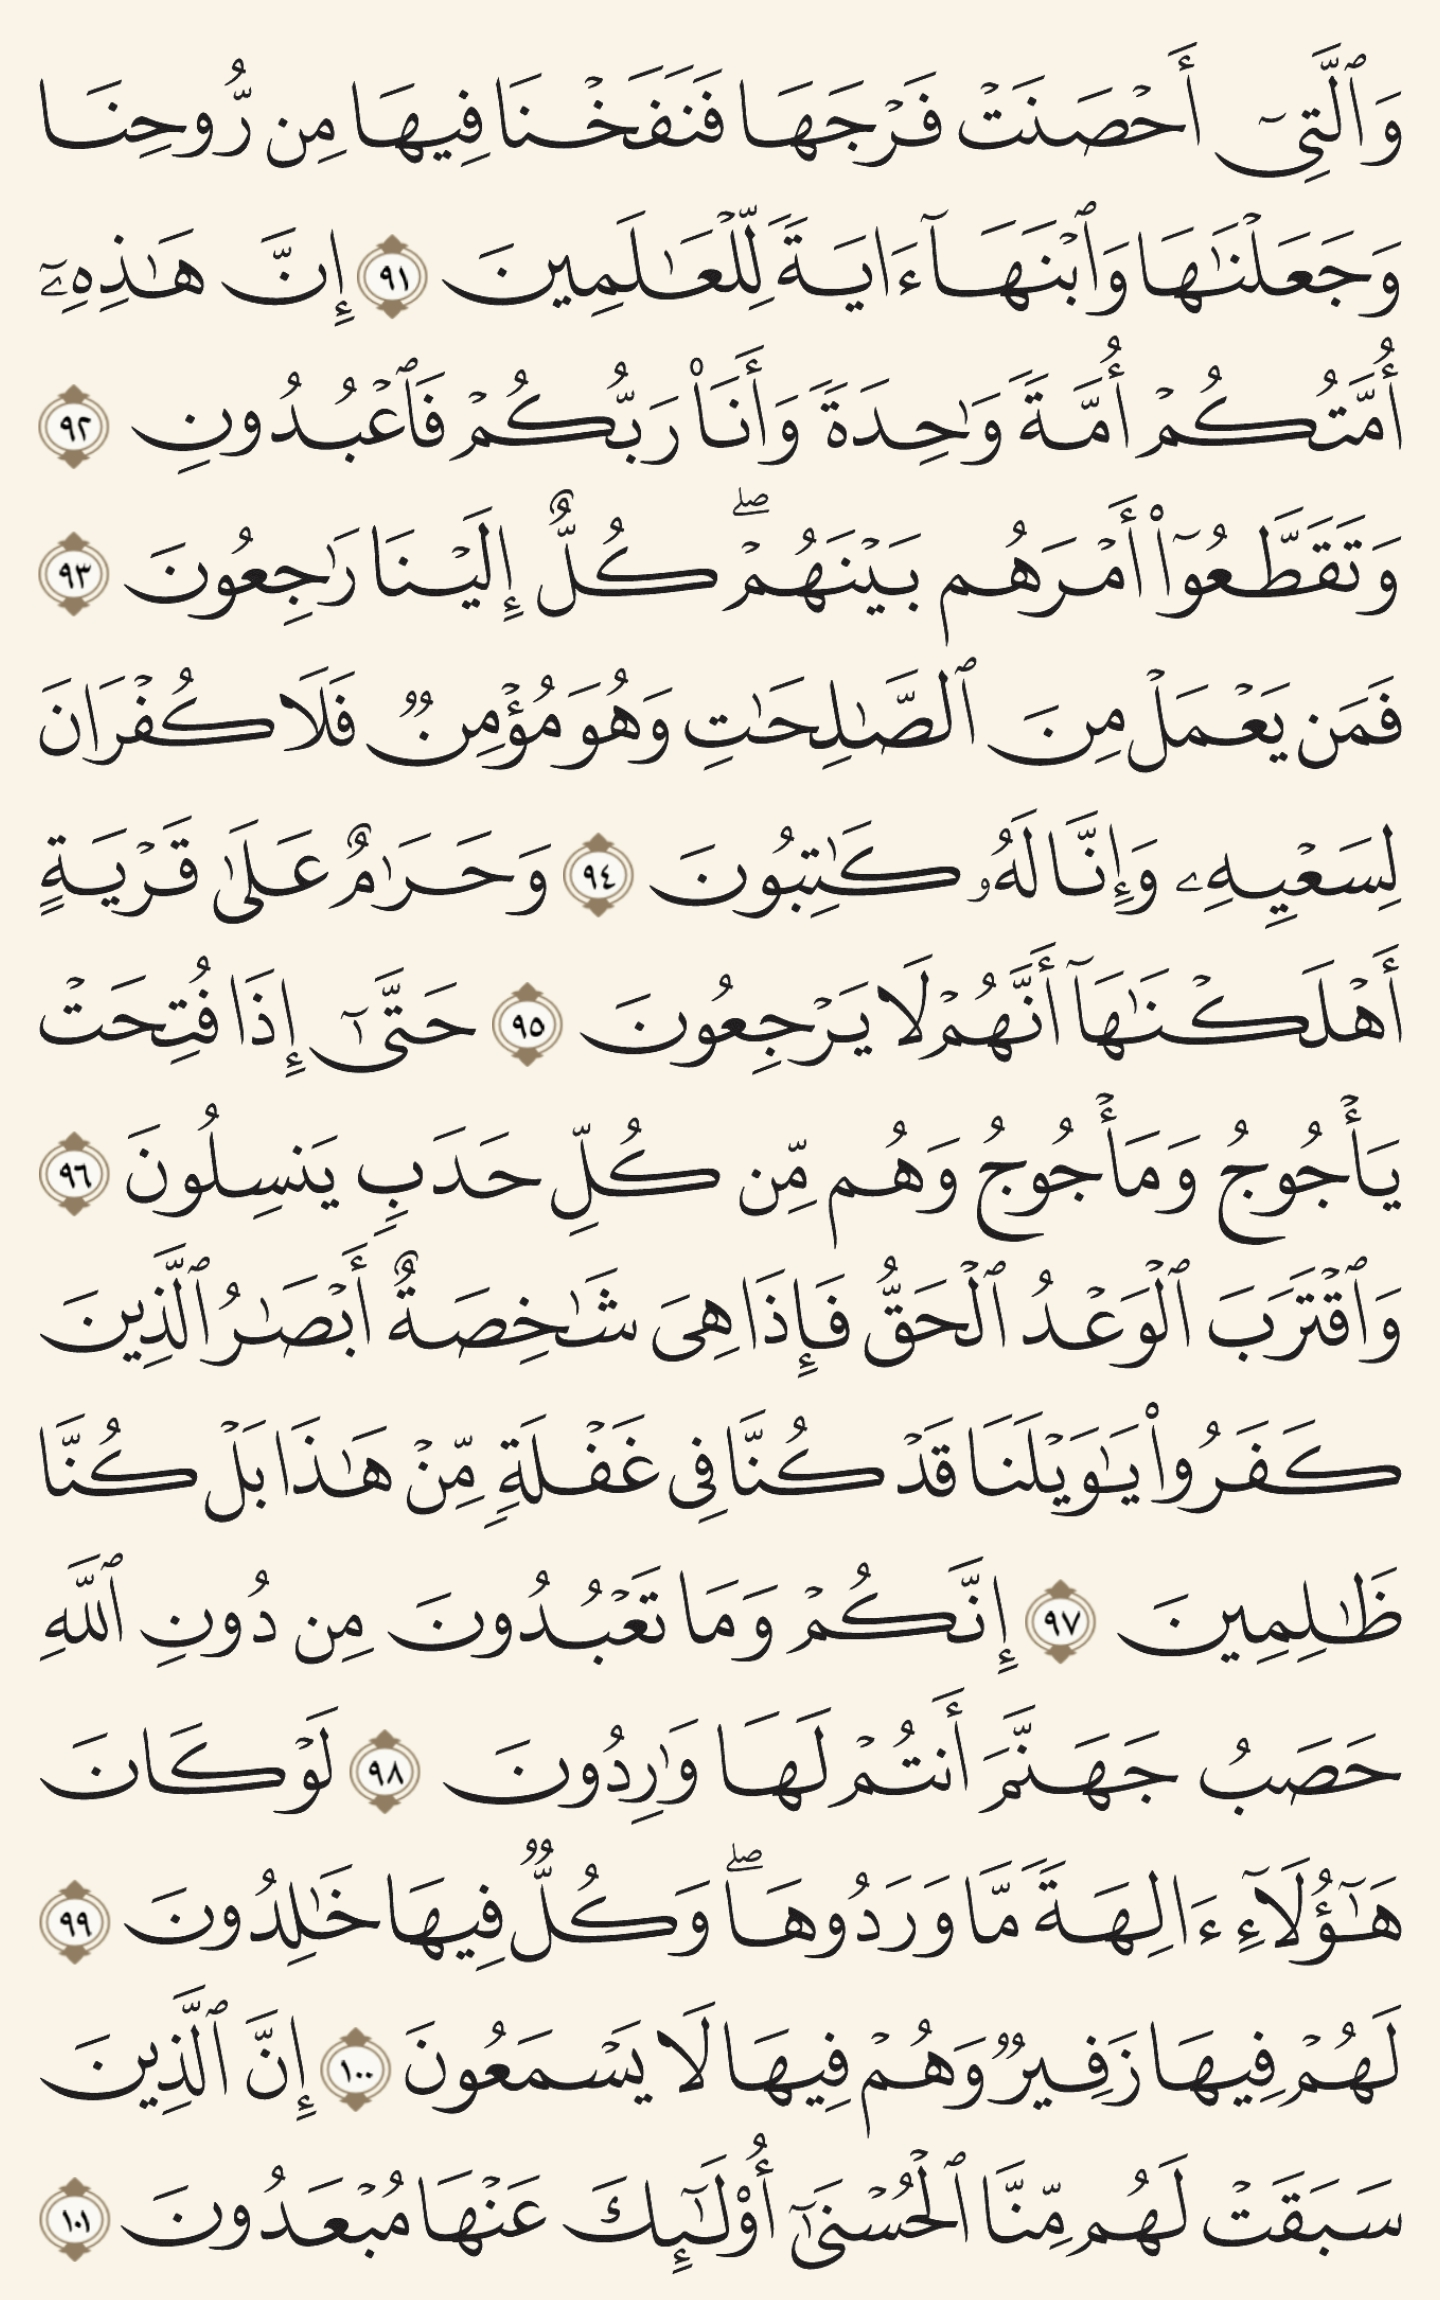 وَٱلَّتِىٓ أَحْصَنَتْ فَرْجَهَا فَنَفَخْنَا فِيهَا مِن رُّوحِنَا
وَجَعَلْنَٰهَا وَٱبْنَهَآ ءَايَةً لِّلْعَٰلَمِينَ ٩١ إِنَّ هَٰذِهِۦٓ
أُمَّتُكُمْ أُمَّةً وَٰحِدَةً وَأَنَا۠ رَبُّكُمْ فَٱعْبُدُونِ ٩٢
وَتَقَطَّعُوٓا۟ أَمْرَهُم بَيْنَهُمْ ۖ كُلٌّ إِلَيْنَا رَٰجِعُونَ ٩٣
فَمَن يَعْمَلْ مِنَ ٱلصَّٰلِحَٰتِ وَهُوَ مُؤْمِنٌ فَلَا كُفْرَانَ
لِسَعْيِهِۦ وَإِنَّا لَهُۥ كَٰتِبُونَ ٩٤ وَحَرَٰمٌ عَلَىٰ قَرْيَةٍ
أَهْلَكْنَٰهَآ أَنَّهُمْ لَا يَرْجِعُونَ ٩٥ حَتَّىٰٓ إِذَا فُتِحَتْ
يَأْجُوجُ وَمَأْجُوجُ وَهُم مِّن كُلِّ حَدَبٍ يَنسِلُونَ ٩٦
وَٱقْتَرَبَ ٱلْوَعْدُ ٱلْحَقُّ فَإِذَا هِىَ شَٰخِصَةٌ أَبْصَٰرُ ٱلَّذِينَ
كَفَرُوا۟ يَٰوَيْلَنَا قَدْ كُنَّا فِى غَفْلَةٍ مِّنْ هَٰذَا بَلْ كُنَّا
ظَٰلِمِينَ ٩٧ إِنَّكُمْ وَمَا تَعْبُدُونَ مِن دُونِ ٱللَّهِ
حَصَبُ جَهَنَّمَ أَنتُمْ لَهَا وَٰرِدُونَ ٩٨ لَوْ كَانَ
هَٰٓؤُلَآءِ ءَالِهَةً مَّا وَرَدُوهَا ۖ وَكُلٌّ فِيهَا خَٰلِدُونَ ٩٩
لَهُمْ فِيهَا زَفِيرٌ وَهُمْ فِيهَا لَا يَسْمَعُونَ ١٠٠ إِنَّ ٱلَّذِينَ
سَبَقَتْ لَهُم مِّنَّا ٱلْحُسْنَىٰٓ أُو۟لَٰٓئِكَ عَنْهَا مُبْعَدُونَ ١٠١